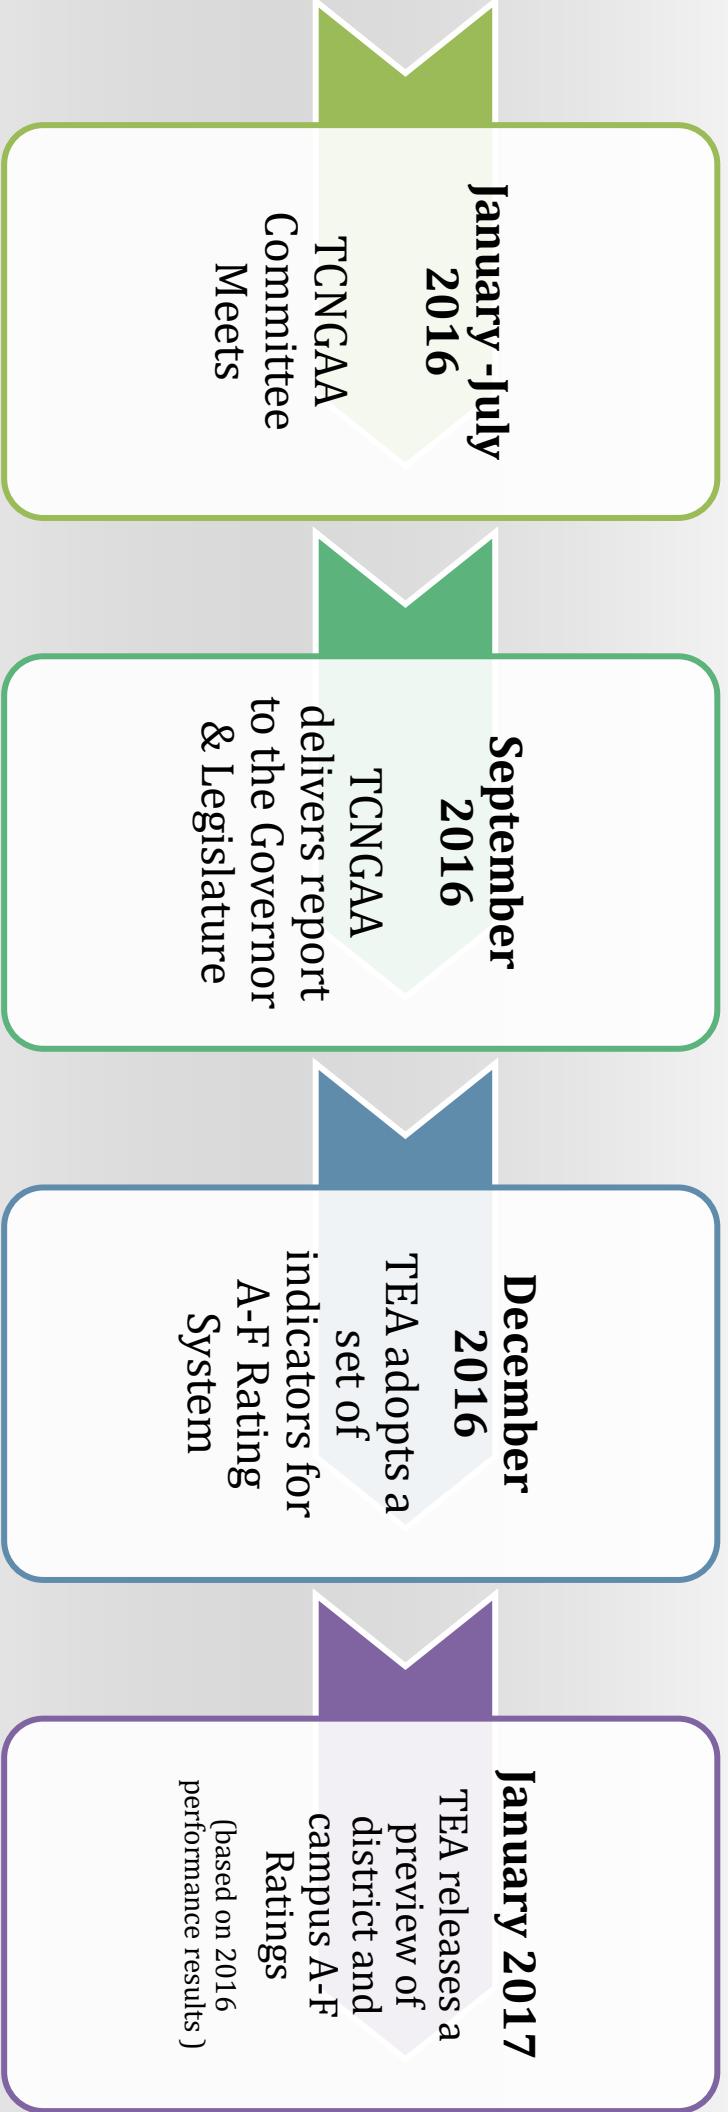 January -July
2016
TCNGAA
Committee
Meets
September
2016
TCNGAA
delivers report
to the Governor
& Legislature
December
2016
TEA adopts a
set of
indicators for
A-F Rating
System
January 2017
TEA releases a
preview of
district and
campus A-F
Ratings
(based on 2016
performance results )